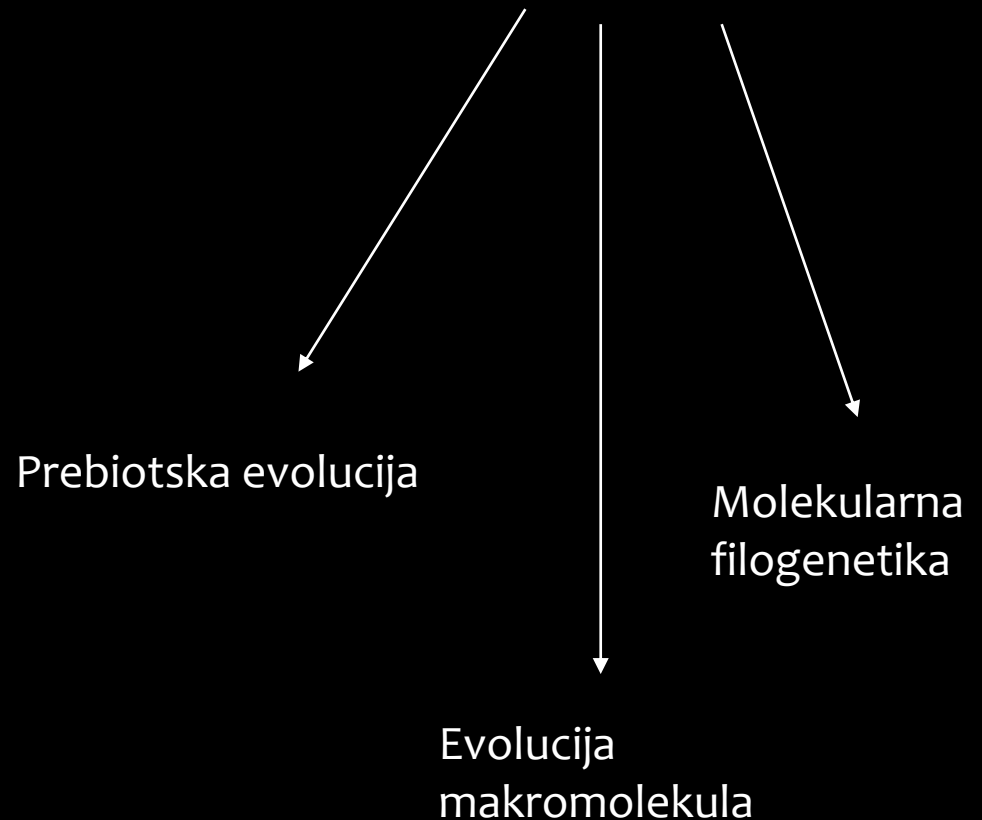 Prebiotska evolucija
Molekularna
filogenetika
Evolucija
makromolekula